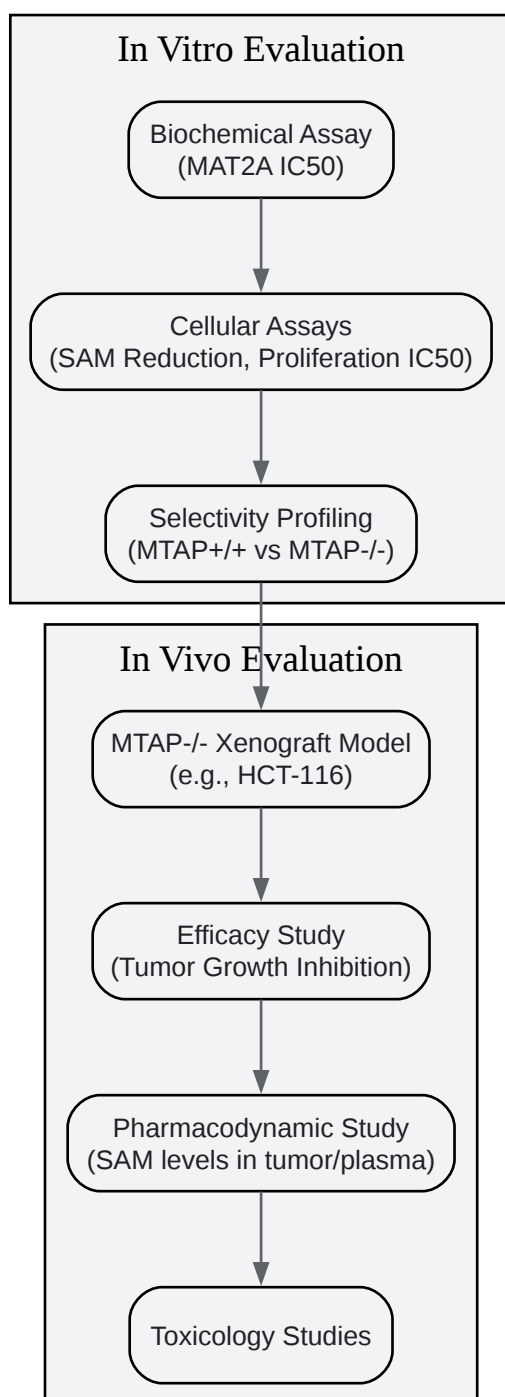 In Vitro Evaluation
Biochemical Assay
(MAT2A IC50)
Cellular Assays
(SAM Reduction, Proliferation IC50)
Selectivity Profiling
(MTAP+/+ vs MTAP-/-)
In Vivo Evaluation
MTAP-/- Xenograft Model
(e.g., HCT-116)
Efficacy Study
(Tumor Growth Inhibition)
Pharmacodynamic Study
(SAM levels in tumor/plasma)
Toxicology Studies